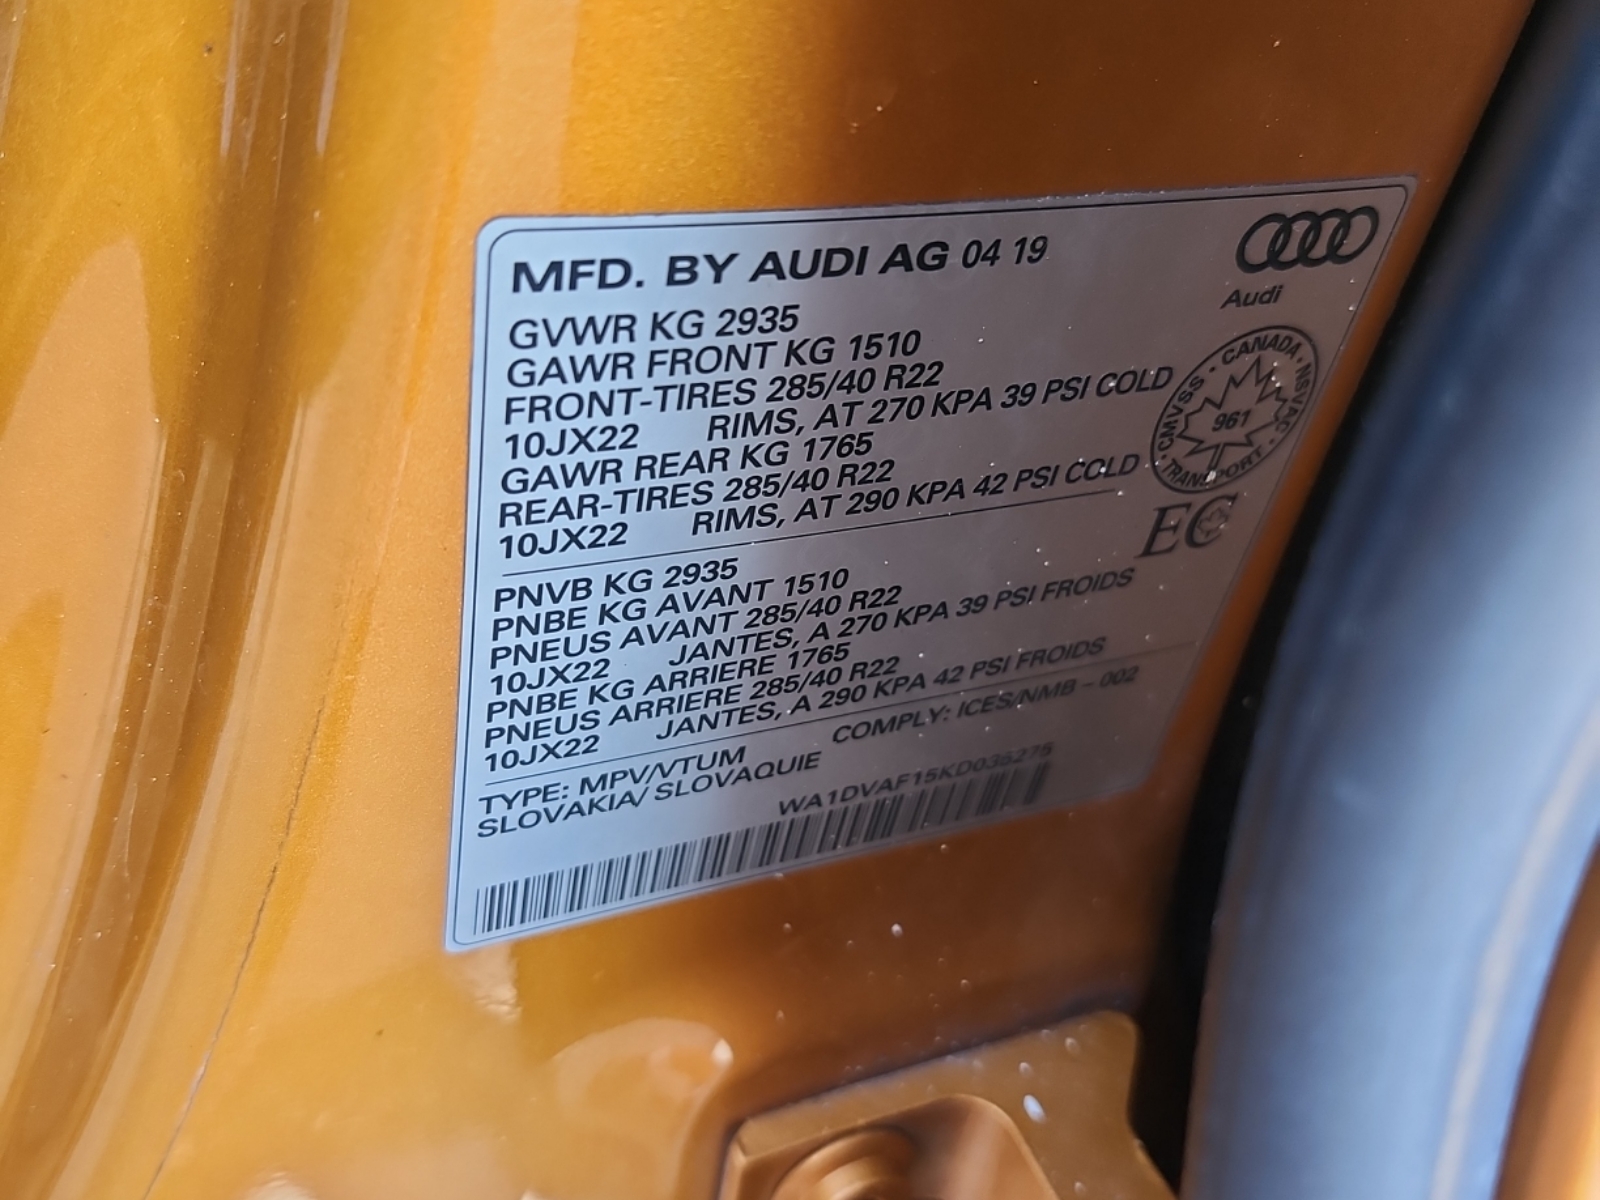 MFD. BY AUDI AG 04 19
Audi
GVWR KG 2935
GAWR FRONT KG 1510
FRONT-TIRES 285/40 R22
10JX22 RIMS, AT 270 KPA 39 PSI COLD
GAWR REAR KG 1765
REAR-TIRES 285/40 R22
10JX22 RIMS, AT 290 KPA 42 PSI COLD
CANADA · NSVAC · TRANSPORT · CMVSS ·
961
EC
PNVB KG 2935
PNBE KG AVANT 1510
PNEUS AVANT 285/40 R22
10JX22 JANTES, A 270 KPA 39 PSI FROIDS
PNBE KG ARRIERE 1765
PNEUS ARRIERE 285/40 R22
10JX22 JANTES, A 290 KPA 42 PSI FROIDS
TYPE: MPV/VTUM COMPLY: ICES/NMB - 002
SLOVAKIA/ SLOVAQUIE
WA1DVAF15KD035275